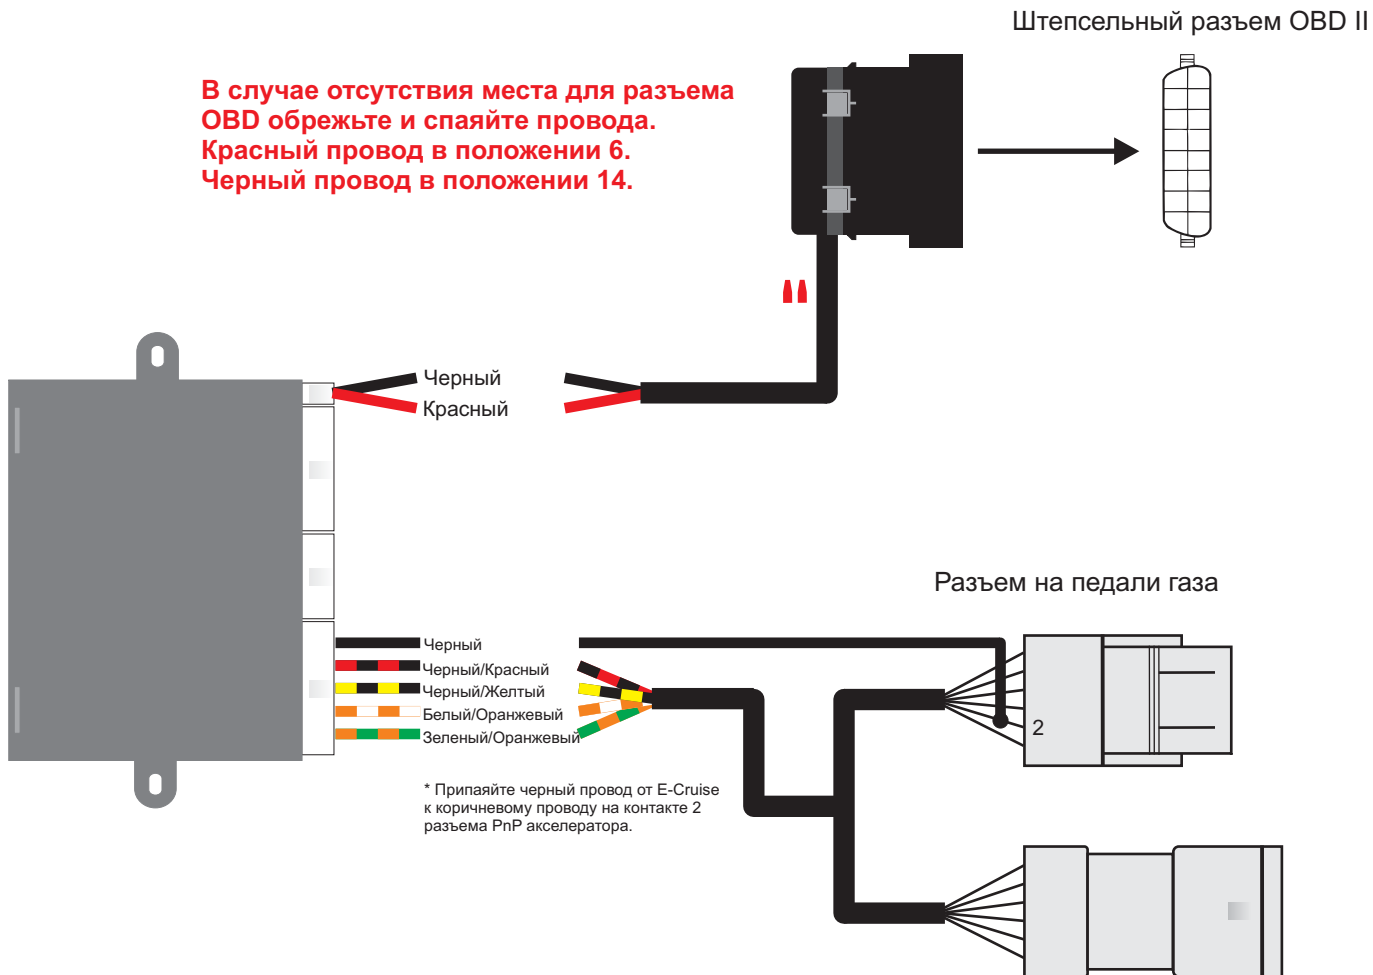 Штепсельный разъем OBD II
В случае отсутствия места для разъема
OBD обрежьте и спаяйте провода.
Красный провод в положении 6.
Черный провод в положении 14.
Черный
Красный
Разъем на педали газа
Черный
Черный/Красный
Черный/Желтый
Белый/Оранжевый
Зеленый/Оранжевый
2
* Припаяйте черный провод от E-Cruise
к коричневому проводу на контакте 2
разъема PnP акселератора.